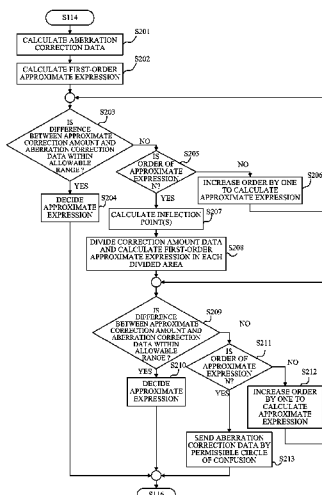 S114
S201
CALCULATE ABERRATION
CORRECTION DATA
S202
CALCULATE FIRST-ORDER
APPROXIMATE EXPRESSION
S203
IS
DIFFERENCE
BETWEEN APPROXIMATE
CORRECTION AMOUNT AND
ABERRATION CORRECTION
DATA WITHIN
ALLOWABLE
RANGE?
NO
YES
S204
DECIDE
APPROXIMATE
EXPRESSION
S205
IS
ORDER OF
APPROXIMATE
EXPRESSION
N?
NO
YES
S206
INCREASE ORDER BY ONE
TO CALCULATE
APPROXIMATE EXPRESSION
S207
CALCULATE INFLECTION
POINT(S)
S208
DIVIDE CORRECTION AMOUNT DATA
AND CALCULATE FIRST-ORDER
APPROXIMATE EXPRESSION IN EACH
DIVIDED AREA
S209
IS
DIFFERENCE
BETWEEN APPROXIMATE
CORRECTION AMOUNT AND
ABERRATION CORRECTION
DATA WITHIN
ALLOWABLE
RANGE?
NO
YES
S210
DECIDE
APPROXIMATE
EXPRESSION
S211
IS
ORDER OF
APPROXIMATE
EXPRESSION
N?
NO
YES
S212
INCREASE ORDER
BY ONE TO
CALCULATE
APPROXIMATE
EXPRESSION
SEND ABERRATION
CORRECTION DATA BY
PERMISSIBLE CIRCLE
OF CONFUSION
S213
S116